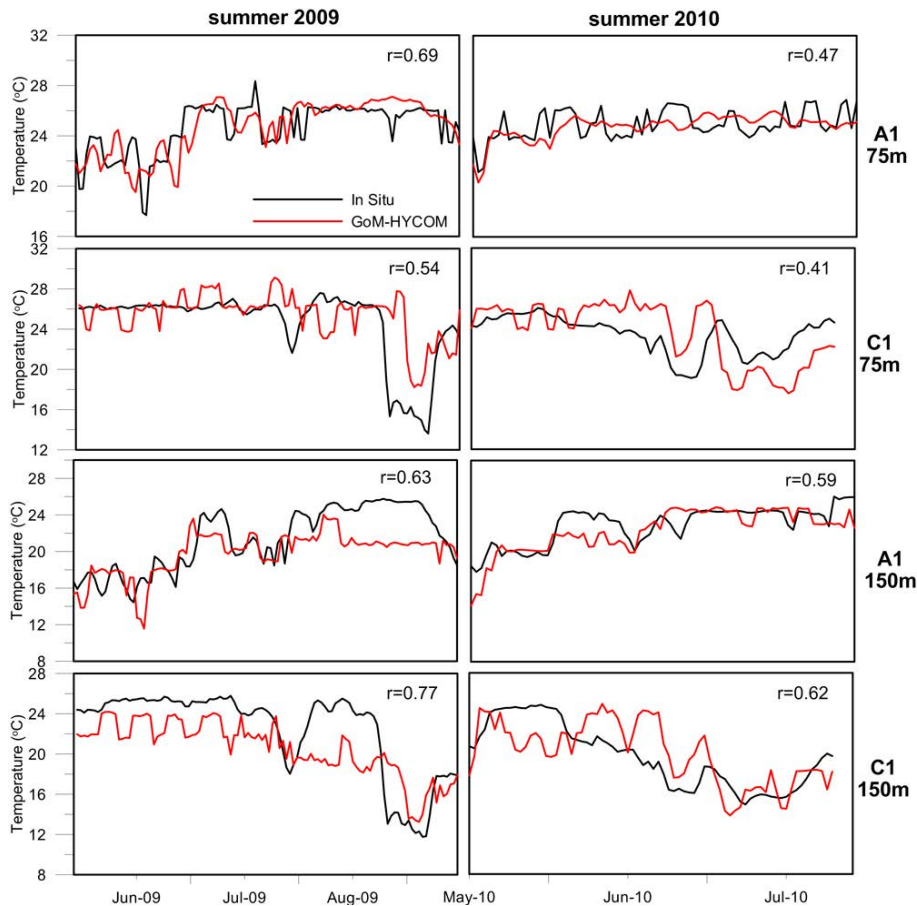 summer 2009 summer 2010
32
28
24
20
16
Temperature (°C)
r=0.69
In Situ
GoM-HYCOM
r=0.47
A1
75m
32
28
24
20
16
12
Temperature (°C)
r=0.54
r=0.41
C1
75m
28
24
20
16
12
8
Temperature (°C)
r=0.63
r=0.59
A1
150m
28
24
20
16
12
8
Temperature (°C)
r=0.77
r=0.62
C1
150m
Jun-09 Jul-09 Aug-09 May-10 Jun-10 Jul-10